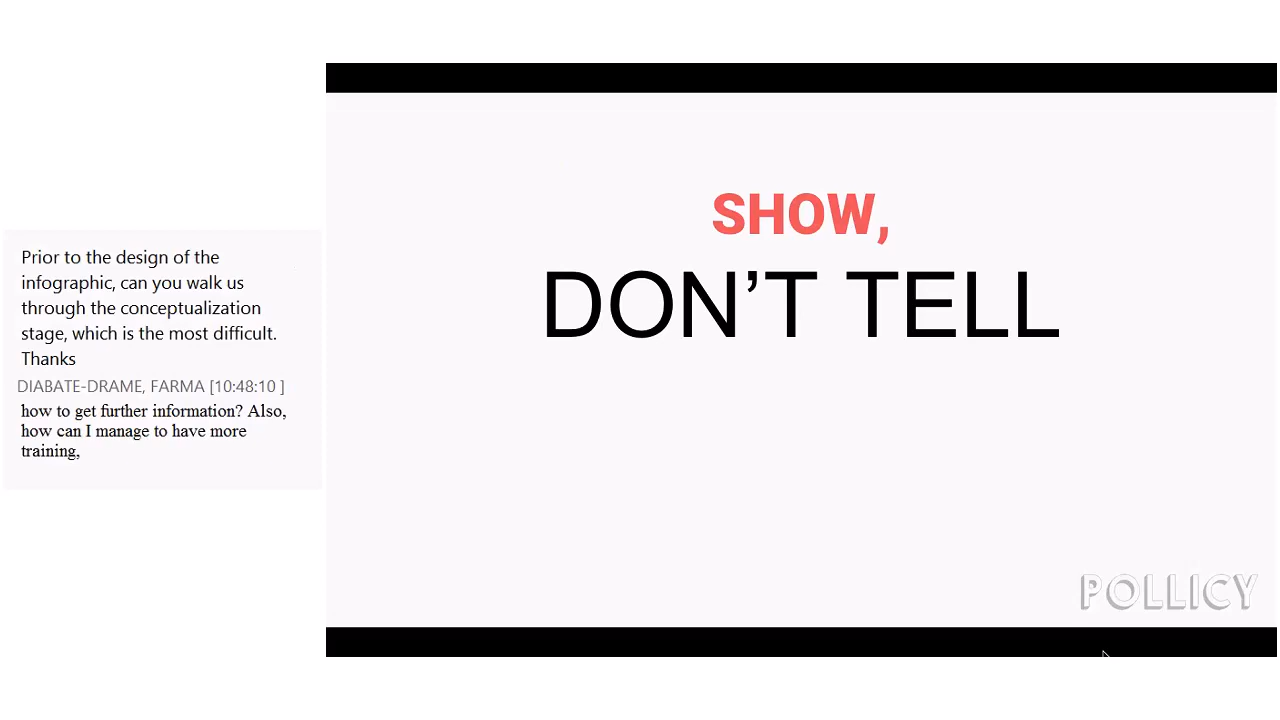 Prior to the design of the
infographic, can you walk us
through the conceptualization
stage, which is the most difficult.
Thanks
DIABATE-DRAME, FARMA [10:48:10 ]
how to get further information? Also,
how can I manage to have more
training,
SHOW,
DON’T TELL
POLLICY